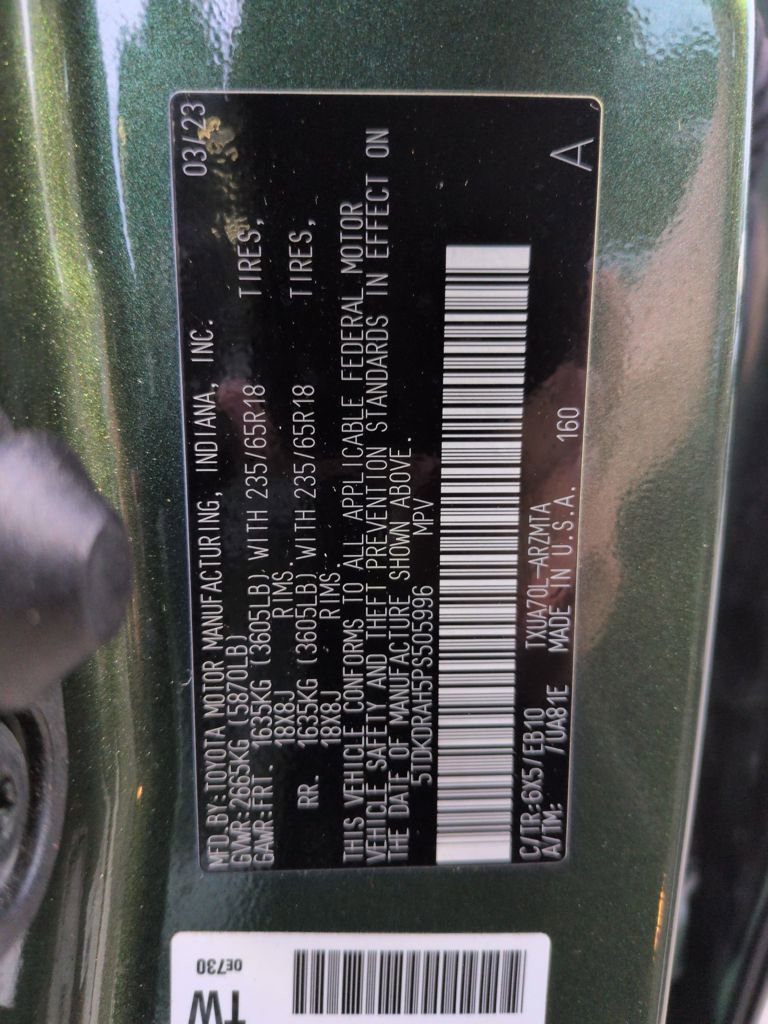 MFD.BY:TOYOTA MOTOR MANUFACTURING, INDIANA, INC. 03/23
GVWR:2665KG (5870LB)
GAWR:FRT. 1635KG (3605LB) WITH 235/65R18 TIRES,
18X8J RIMS.
RR. 1635KG (3605LB) WITH 235/65R18 TIRES,
18X8J RIMS.
THIS VEHICLE CONFORMS TO ALL APPLICABLE FEDERAL MOTOR
VEHICLE SAFETY AND THEFT PREVENTION STANDARDS IN EFFECT ON
THE DATE OF MANUFACTURE SHOWN ABOVE.
5TDKDRAH5PS505996 MPV
C/TR:6X5/EB10 TXUA70L-ARZMTA A
A/TM: /UA81E MADE IN U.S.A. 160
TW
0E730